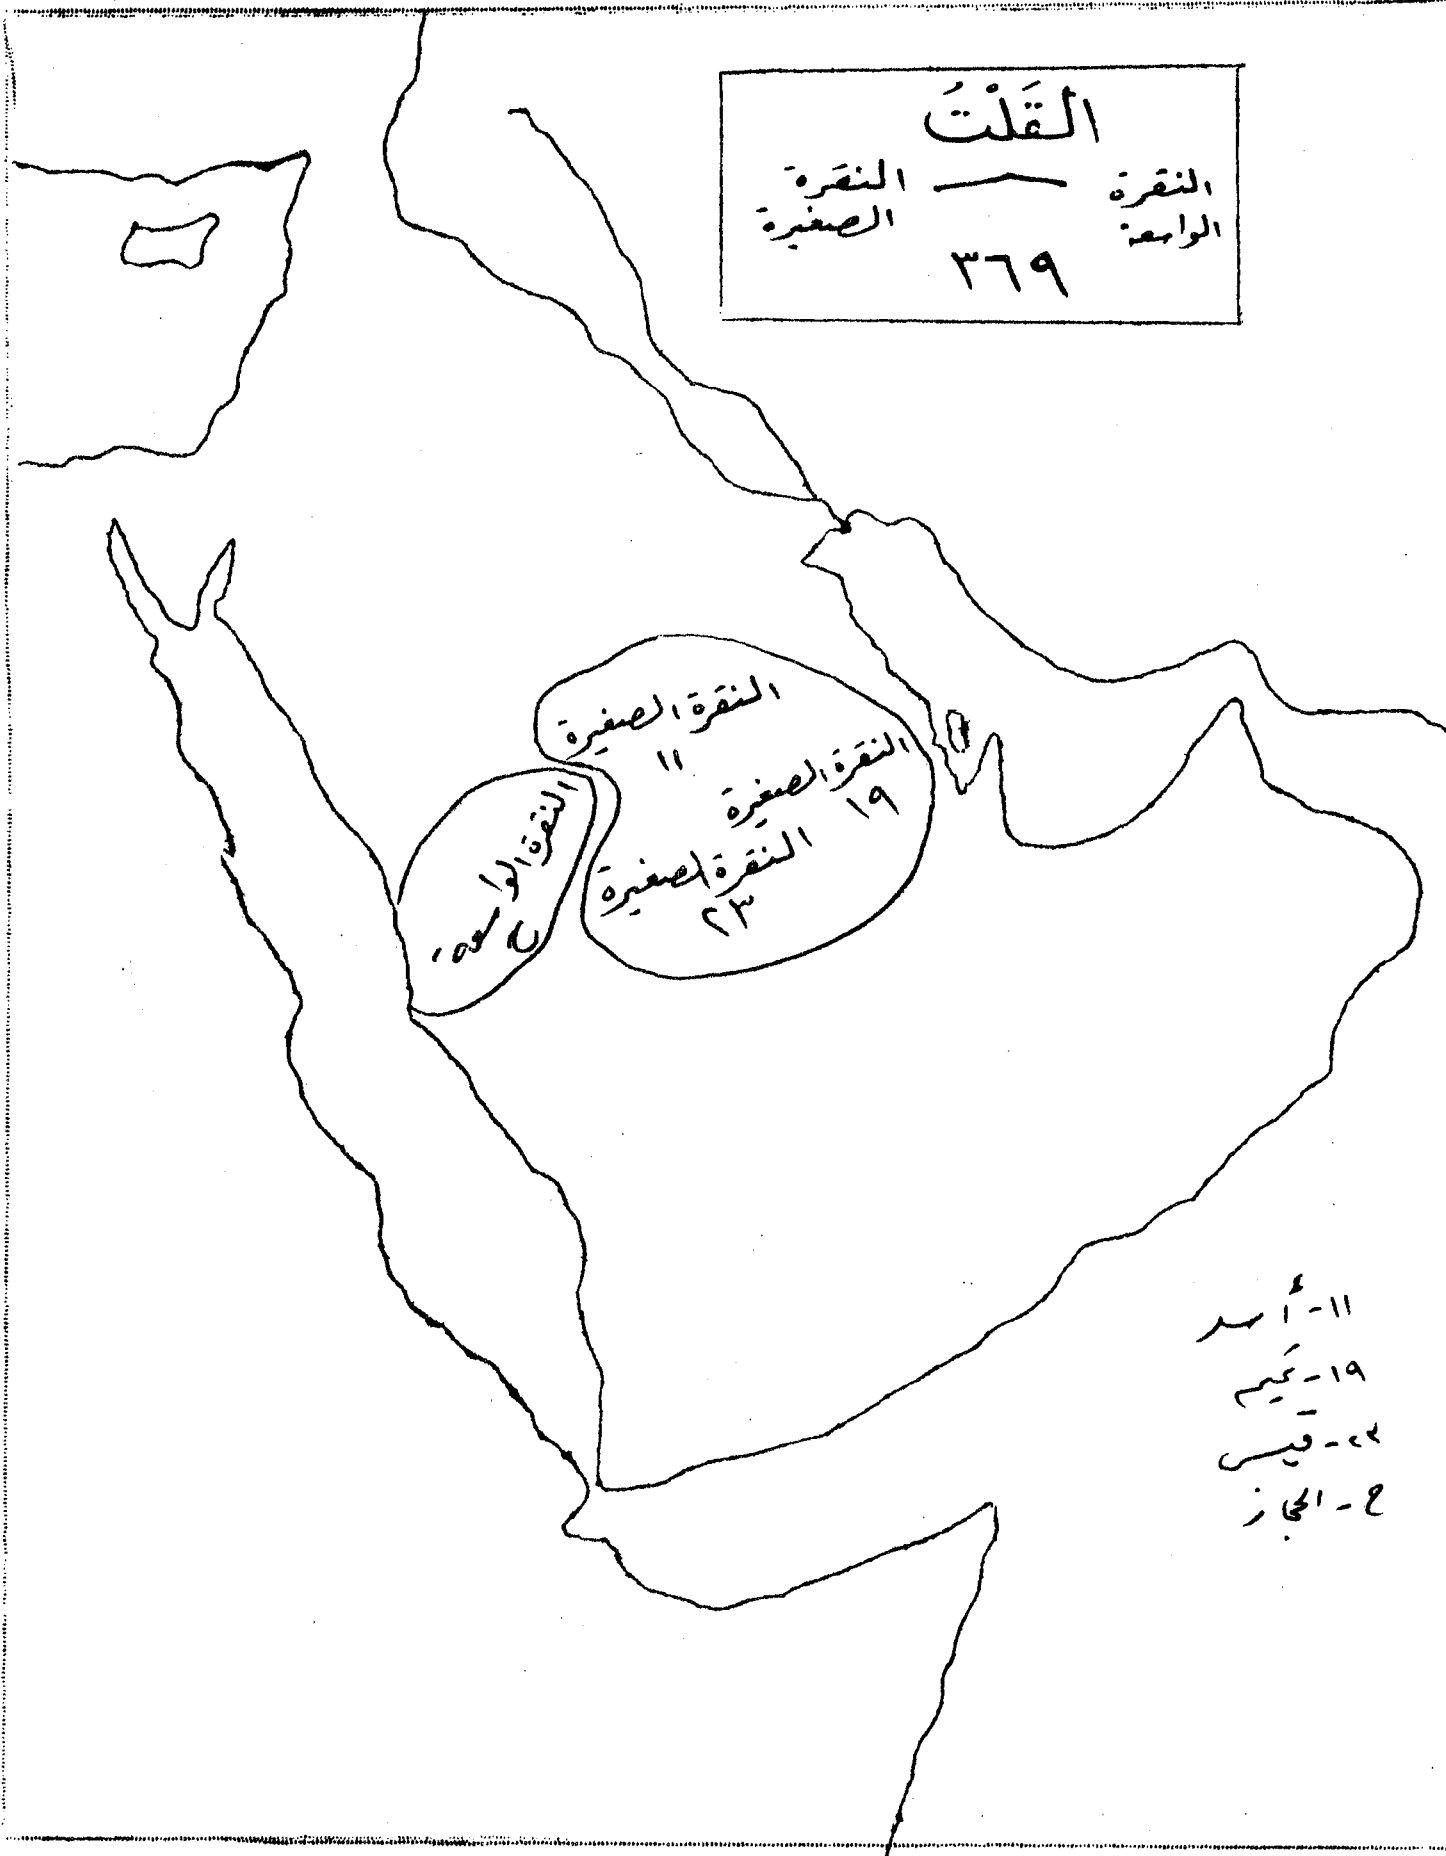 القَلْتُ
النقرة الواسعة
النقرة الصغيرة
٣٦٩
النقرة الصغيرة
١١
النقرة الصغيرة
١٩
النقرة الصغيرة
٢٣
النقرة الواسعة
ح
١١- أسد
١٩- تميم
٢٣- قيس
ح- الحجاز